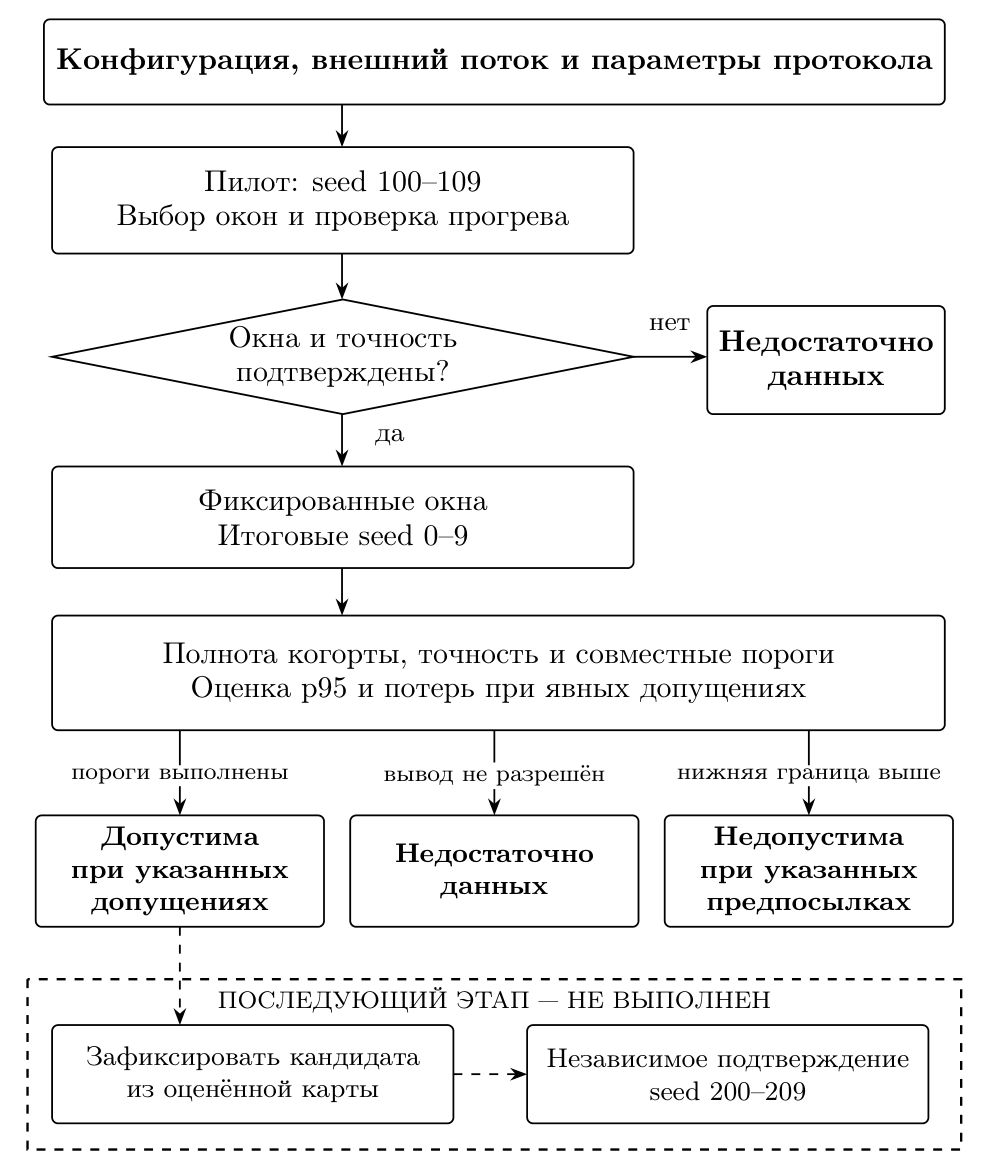 Конфигурация, внешний поток и параметры протокола
Пилот: seed 100–109
Выбор окон и проверка прогрева
Окна и точность
подтверждены?
нет
Недостаточно
данных
да
Фиксированные окна
Итоговые seed 0–9
Полнота когорты, точность и совместные пороги
Оценка p95 и потерь при явных допущениях
пороги выполнены
вывод не разрешён
нижняя граница выше
Допустима
при указанных
допущениях
Недостаточно
данных
Недопустима
при указанных
предпосылках
ПОСЛЕДУЮЩИЙ ЭТАП — НЕ ВЫПОЛНЕН
Зафиксировать кандидата
из оценённой карты
Независимое подтверждение
seed 200–209